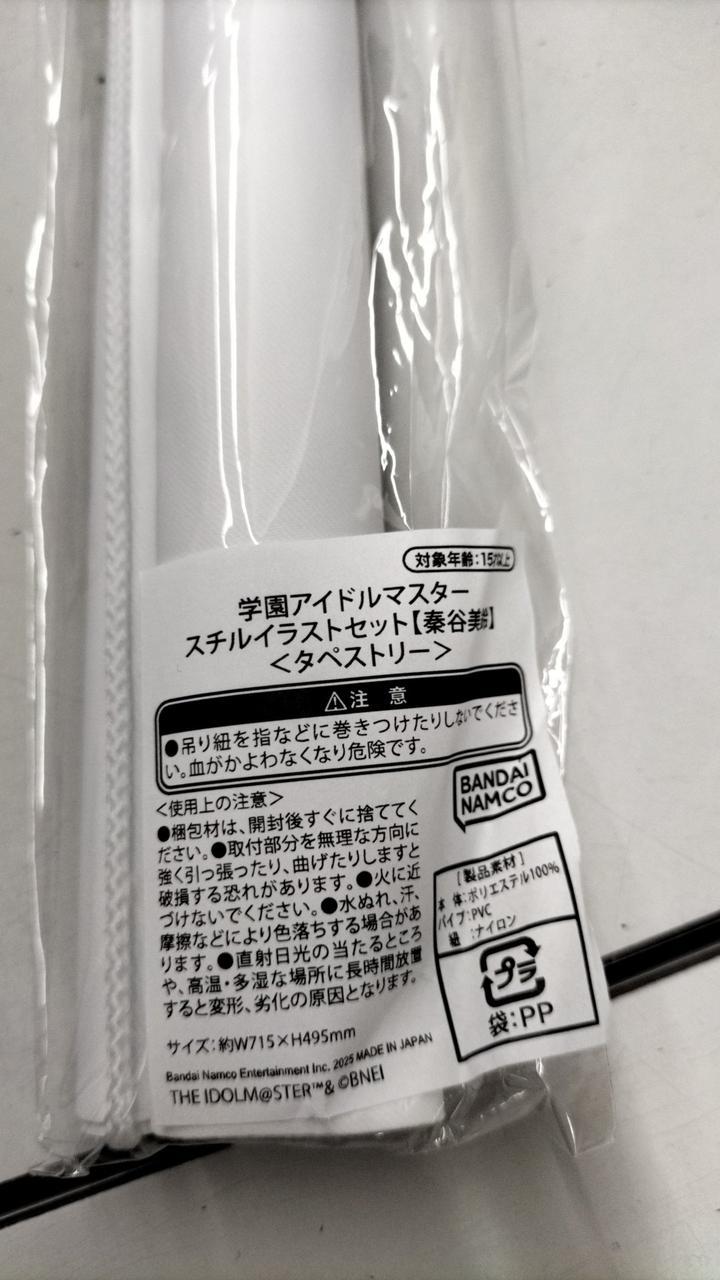 対象年齢:15才以上
学園アイドルマスター
スチルイラストセット【秦谷美鈴】
<タペストリー>
⚠注 意
●吊り紐を指などに巻きつけたりしないでくださ
い。血がかよわなくなり危険です。
<使用上の注意>
●梱包材は、開封後すぐに捨ててく
ださい。●取付部分を無理な方向に
強く引っ張ったり、曲げたりしますと
破損する恐れがあります。●火に近
づけないでください。●水ぬれ、汗、
摩擦などにより色落ちする場合があ
ります。●直射日光の当たるところ
や、高温・多湿な場所に長時間放置
すると変形、劣化の原因となります。
サイズ:約W715×H495mm
Bandai Namco Entertainment Inc. 2025 MADE IN JAPAN
THE IDOLM@STER™& ©BNEI
BANDAI
NAMCO
[製品素材]
本 体:ポリエステル100%
パイプ:PVC
紐 :ナイロン
プラ
袋:PP